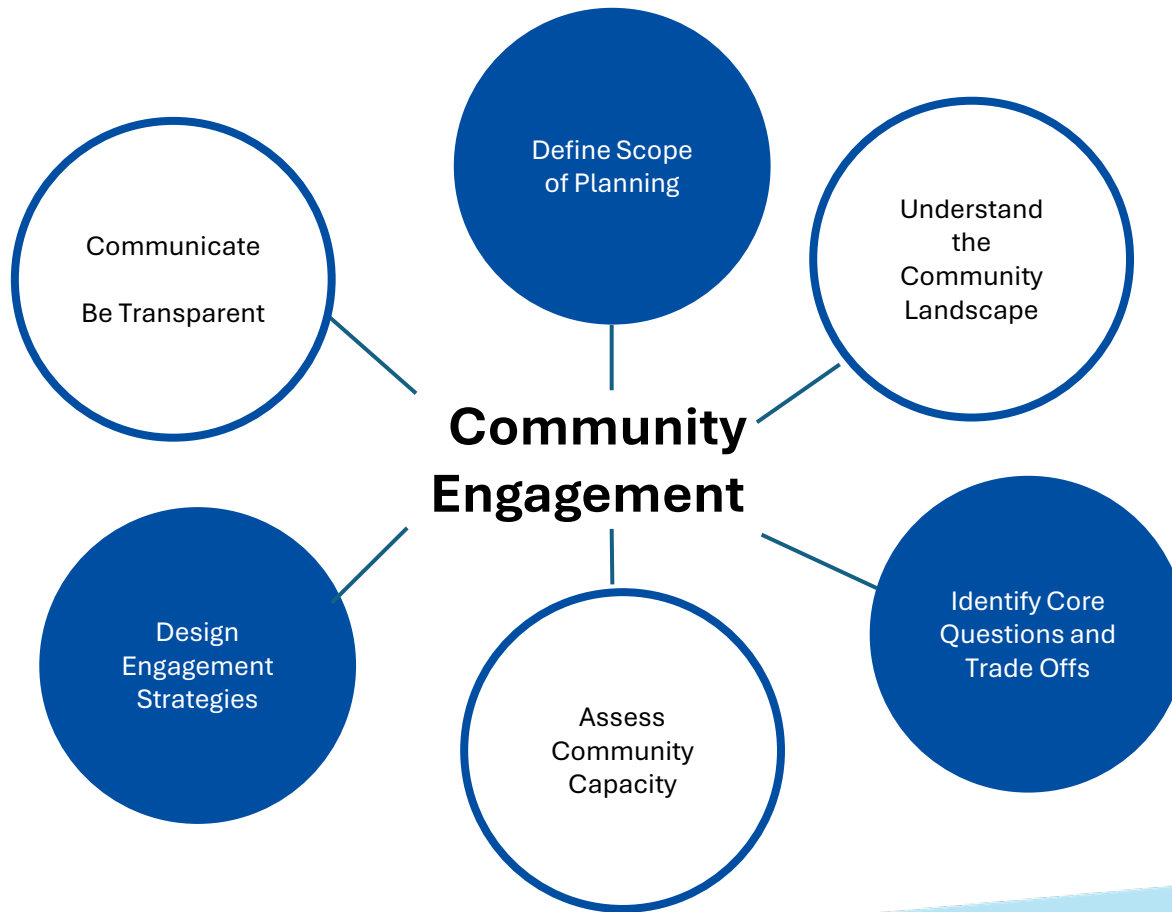 Define Scope
of Planning
Understand
the
Community
Landscape
Communicate
Be Transparent
Community
Engagement
Identify Core
Questions and
Trade Offs
Design
Engagement
Strategies
Assess
Community
Capacity